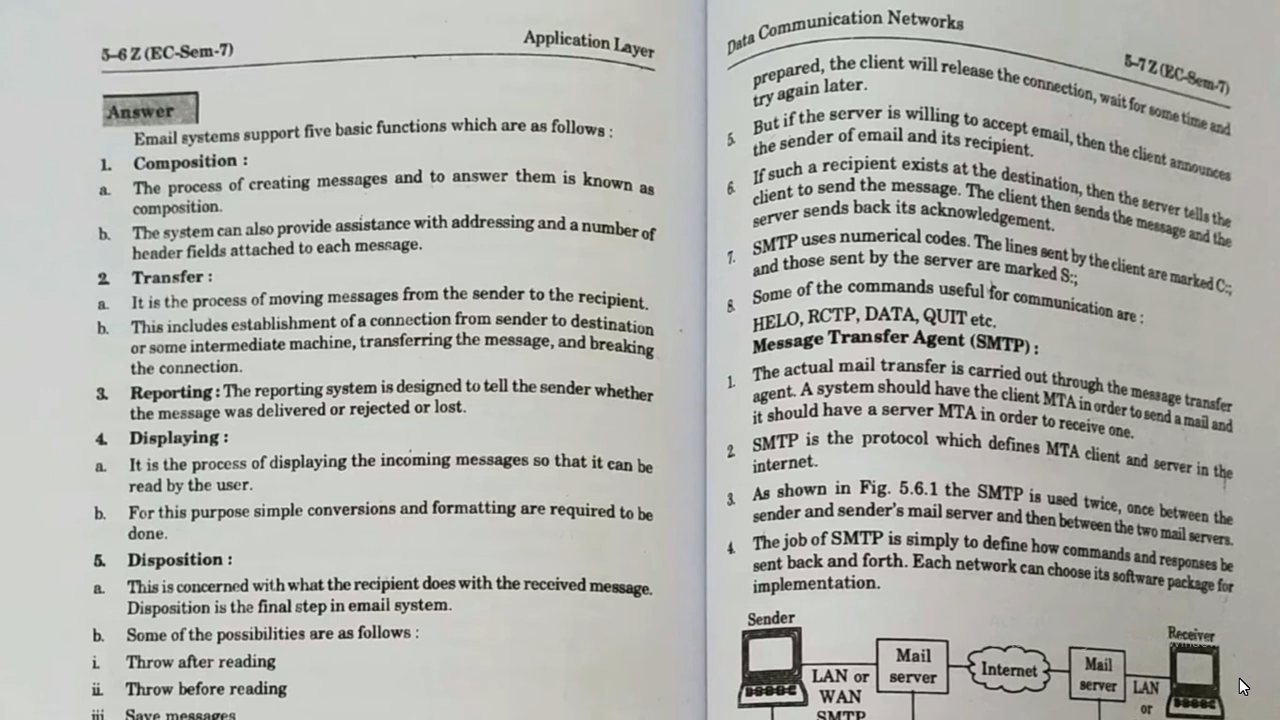 5–6 Z (EC-Sem-7)
Application Layer
Answer
Email systems support five basic functions which are as follows :
1. Composition :
a. The process of creating messages and to answer them is known as
composition.
b. The system can also provide assistance with addressing and a number of
header fields attached to each message.
2. Transfer :
a. It is the process of moving messages from the sender to the recipient.
b. This includes establishment of a connection from sender to destination
or some intermediate machine, transferring the message, and breaking
the connection.
3. Reporting : The reporting system is designed to tell the sender whether
the message was delivered or rejected or lost.
4. Displaying :
a. It is the process of displaying the incoming messages so that it can be
read by the user.
b. For this purpose simple conversions and formatting are required to be
done.
5. Disposition :
a. This is concerned with what the recipient does with the received message.
Disposition is the final step in email system.
b. Some of the possibilities are as follows :
i. Throw after reading
ii. Throw before reading
iii. Save messages
Data Communication Networks
5–7 Z (EC-Sem-7)
prepared, the client will release the connection, wait for some time and
try again later.
5. But if the server is willing to accept email, then the client announces
the sender of email and its recipient.
6. If such a recipient exists at the destination, then the server tells the
client to send the message. The client then sends the message and the
server sends back its acknowledgement.
7. SMTP uses numerical codes. The lines sent by the client are marked C:;
and those sent by the server are marked S:;
8. Some of the commands useful for communication are :
HELO, RCTP, DATA, QUIT etc.
Message Transfer Agent (SMTP) :
1. The actual mail transfer is carried out through the message transfer
agent. A system should have the client MTA in order to send a mail and
it should have a server MTA in order to receive one.
2. SMTP is the protocol which defines MTA client and server in the
internet.
3. As shown in Fig. 5.6.1 the SMTP is used twice, once between the
sender and sender's mail server and then between the two mail servers.
4. The job of SMTP is simply to define how commands and responses be
sent back and forth. Each network can choose its software package for
implementation.
Sender
Receiver
Mail
server
Internet
Mail
server
LAN or
WAN
SMTP
LAN
or